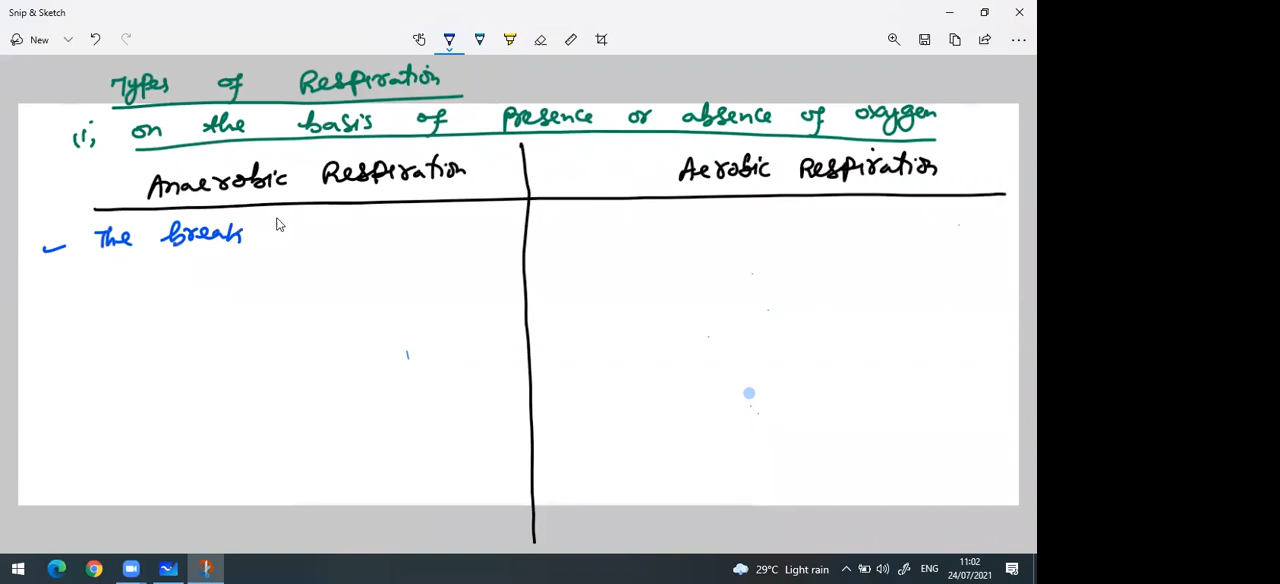 Snip & Sketch
New
Types of Respiration
(i) on the basis of presence or absence of oxygen
Anaerobic Respiration
Aerobic Respiration
The break
29°C Light rain
ENG
11:02
24/07/2021